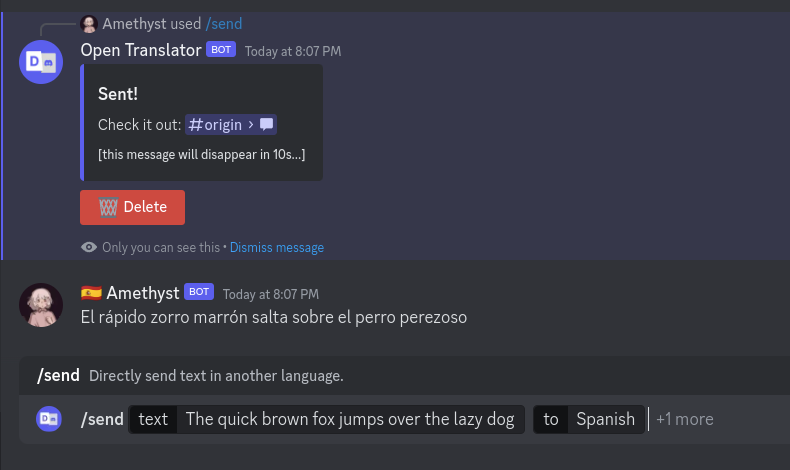 Amethyst used /send
Open Translator BOT Today at 8:07 PM
Sent!
Check it out: #origin ›
[this message will disappear in 10s...]
Delete
Only you can see this • Dismiss message
Amethyst BOT Today at 8:07 PM
El rápido zorro marrón salta sobre el perro perezoso
/send Directly send text in another language.
/send text The quick brown fox jumps over the lazy dog to Spanish +1 more